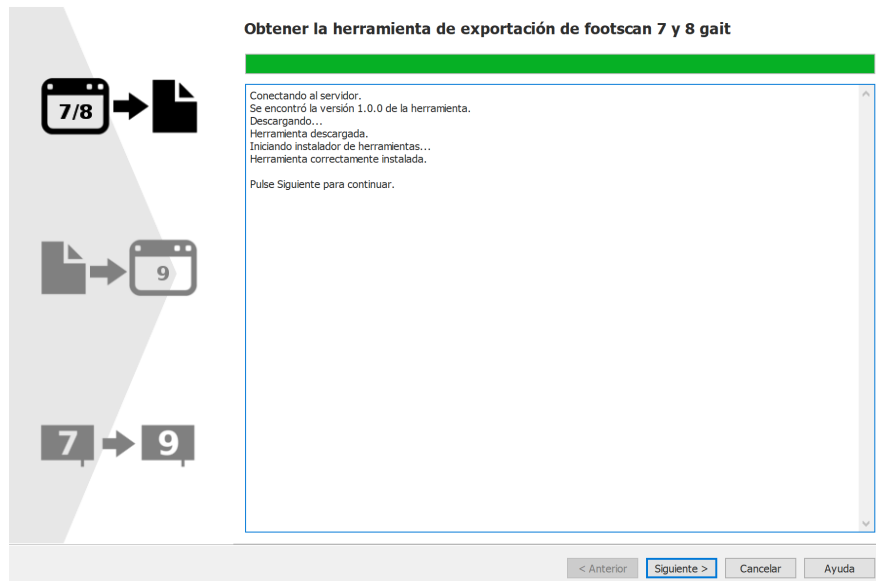 Obtener la herramienta de exportación de footscan 7 y 8 gait
7/8
Conectando al servidor.
Se encontró la versión 1.0.0 de la herramienta.
Descargando...
Herramienta descargada.
Iniciando instalador de herramientas...
Herramienta correctamente instalada.
Pulse Siguiente para continuar.
9
7
9
< Anterior
Siguiente >
Cancelar
Ayuda